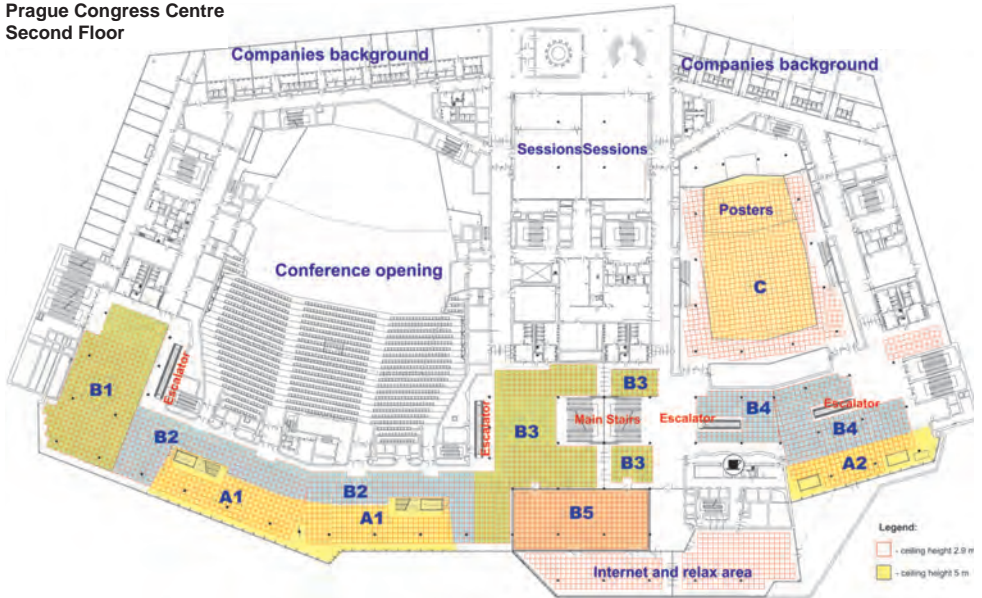 Prague Congress Centre
Second Floor
Companies background
Companies background
Sessions Sessions
Posters
Conference opening
C
B1
Escalator
B3
B3
Main Stairs
Escalator
B4
Escalator
B4
Escalator
B2
B3
A2
A1
B2
A1
B5
Internet and relax area
Legend:
- ceiling height 2.9 m
- ceiling height 5 m